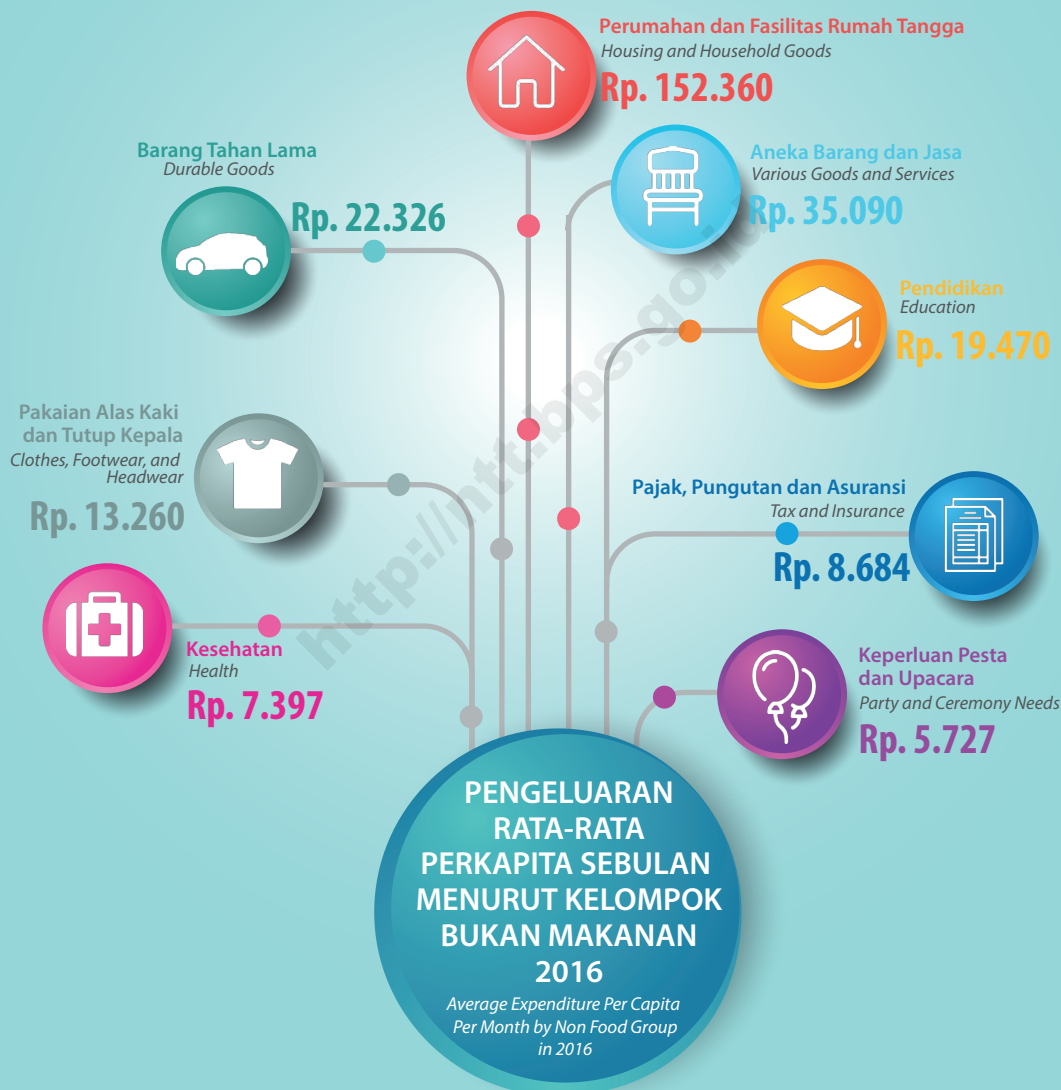 Perumahan dan Fasilitas Rumah Tangga
Housing and Household Goods
Rp. 152.360
Barang Tahan Lama
Durable Goods
Rp. 22.326
Aneka Barang dan Jasa
Various Goods and Services
Rp. 35.090
Pendidikan
Education
Rp. 19.470
Pakaian Alas Kaki
dan Tutup Kepala
Clothes, Footwear, and
Headwear
Rp. 13.260
Pajak, Pungutan dan Asuransi
Tax and Insurance
Rp. 8.684
Kesehatan
Health
Rp. 7.397
Keperluan Pesta
dan Upacara
Party and Ceremony Needs
Rp. 5.727
PENGELUARAN
RATA-RATA
PERKAPITA SEBULAN
MENURUT KELOMPOK
BUKAN MAKANAN
2016
Average Expenditure Per Capita
Per Month by Non Food Group
in 2016
http://ntt.bps.go.id